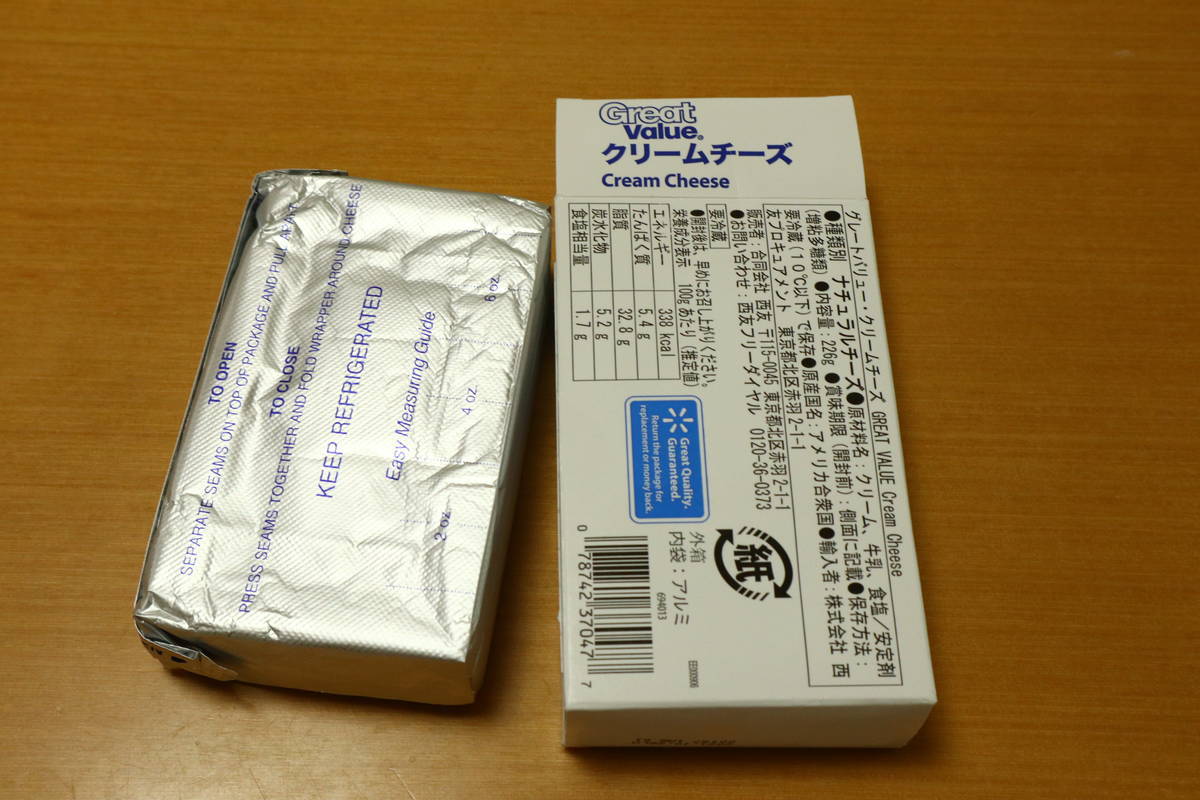 TO OPEN
SEPARATE SEAMS ON TOP OF PACKAGE AND PULL APART
TO CLOSE
PRESS SEAMS TOGETHER AND FOLD WRAPPER AROUND CHEESE
KEEP REFRIGERATED
Easy Measuring Guide
2 oz.
4 oz.
6 oz.
Great
Value®
クリームチーズ
Cream Cheese
グレートバリュー・クリームチーズ GREAT VALUE Cream Cheese
●種類別 ナチュラルチーズ●原材料名：クリーム、牛乳、食塩／安定剤
（増粘多糖類）●内容量：226g ●賞味期限（開封前）：側面に記載●保存方法：
要冷蔵（10℃以下）で保存●原産国名：アメリカ合衆国●輸入者：株式会社 西
友プロキュアメント 東京都北区赤羽2-1-1
販売者：合同会社 西友 〒115-0045 東京都北区赤羽2-1-1
●お問い合わせ：西友フリーダイヤル 0120-36-0373
要冷蔵
●開封後は、早めにお召し上がりください。
栄養成分表示 100gあたり（推定値）
エネルギー 338 kcal
たんぱく質 5.4 g
脂質 32.8 g
炭水化物 5.2 g
食塩相当量 1.7 g
Great Quality.
Guaranteed.
Return the package for
replacement or money back.
紙
外箱
内袋：アルミ
694013
0 78742 37047 7